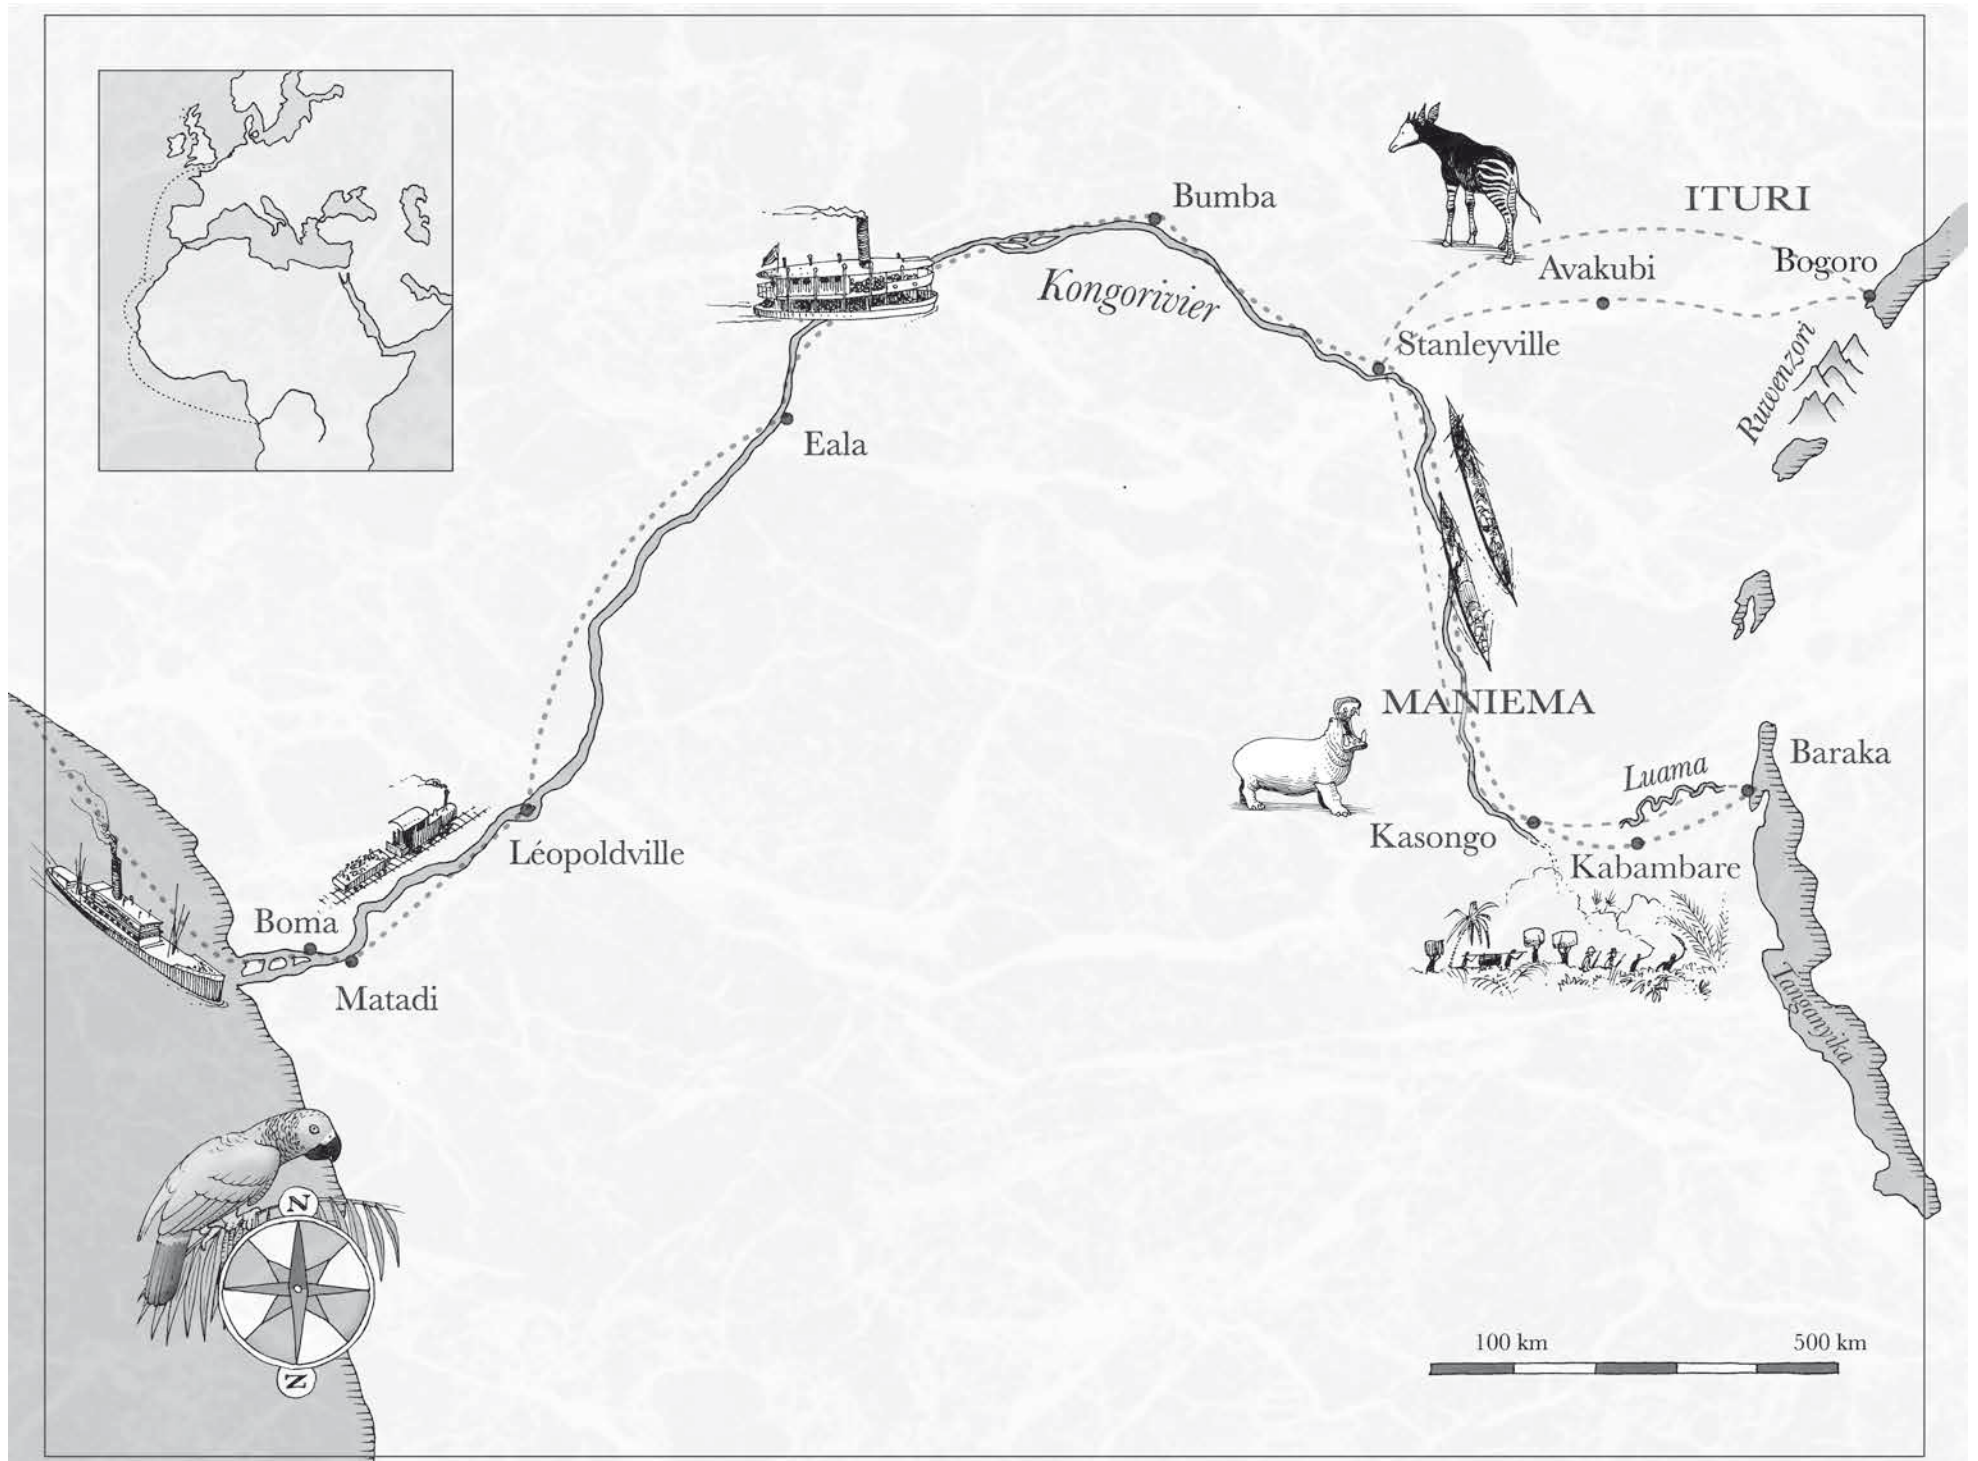 Bumba
ITURI
Avakubi
Bogoro
Kongorivier
Stanleyville
Ruwenzori
Eala
MANIEMA
Baraka
Luama
Kasongo
Kabambare
Léopoldville
Boma
Matadi
Tanganyika
N
Z
100 km
500 km